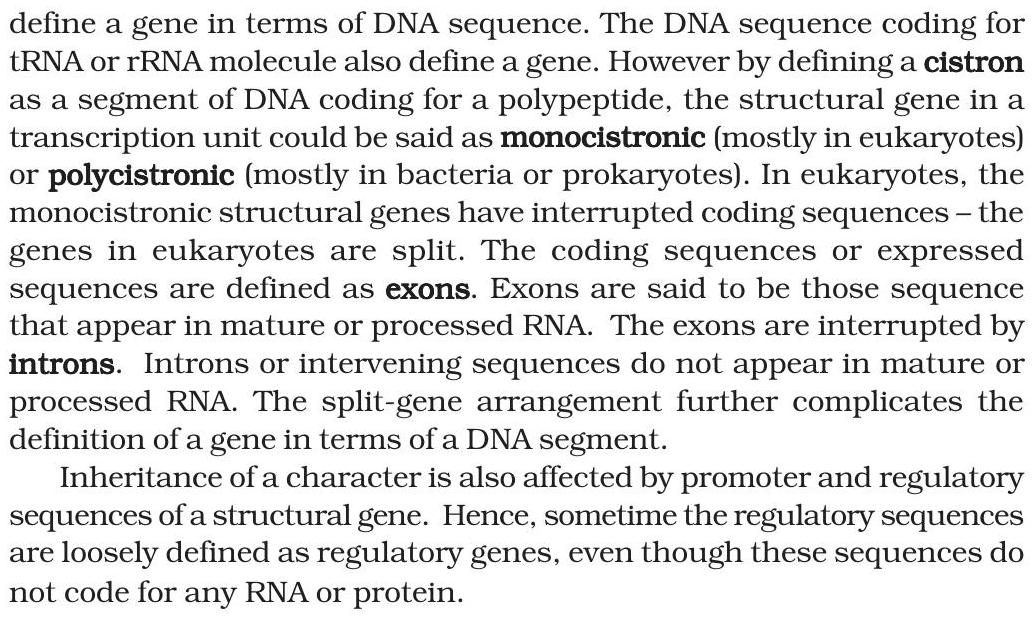 define a gene in terms of DNA sequence. The DNA sequence coding for
tRNA or rRNA molecule also define a gene. However by defining a cistron
as a segment of DNA coding for a polypeptide, the structural gene in a
transcription unit could be said as monocistronic (mostly in eukaryotes)
or polycistronic (mostly in bacteria or prokaryotes). In eukaryotes, the
monocistronic structural genes have interrupted coding sequences – the
genes in eukaryotes are split. The coding sequences or expressed
sequences are defined as exons. Exons are said to be those sequence
that appear in mature or processed RNA. The exons are interrupted by
introns. Introns or intervening sequences do not appear in mature or
processed RNA. The split-gene arrangement further complicates the
definition of a gene in terms of a DNA segment.
Inheritance of a character is also affected by promoter and regulatory
sequences of a structural gene. Hence, sometime the regulatory sequences
are loosely defined as regulatory genes, even though these sequences do
not code for any RNA or protein.